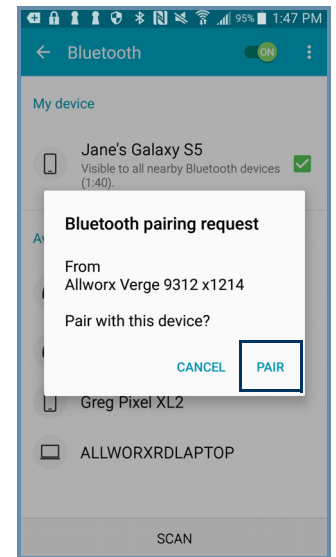 95% 1:47 PM
Bluetooth
ON
My device
Jane's Galaxy S5
Visible to all nearby Bluetooth devices
(1:40).
Bluetooth pairing request
From
Allworx Verge 9312 x1214
Pair with this device?
CANCEL PAIR
Greg Pixel XL2
ALLWORXRDLAPTOP
SCAN